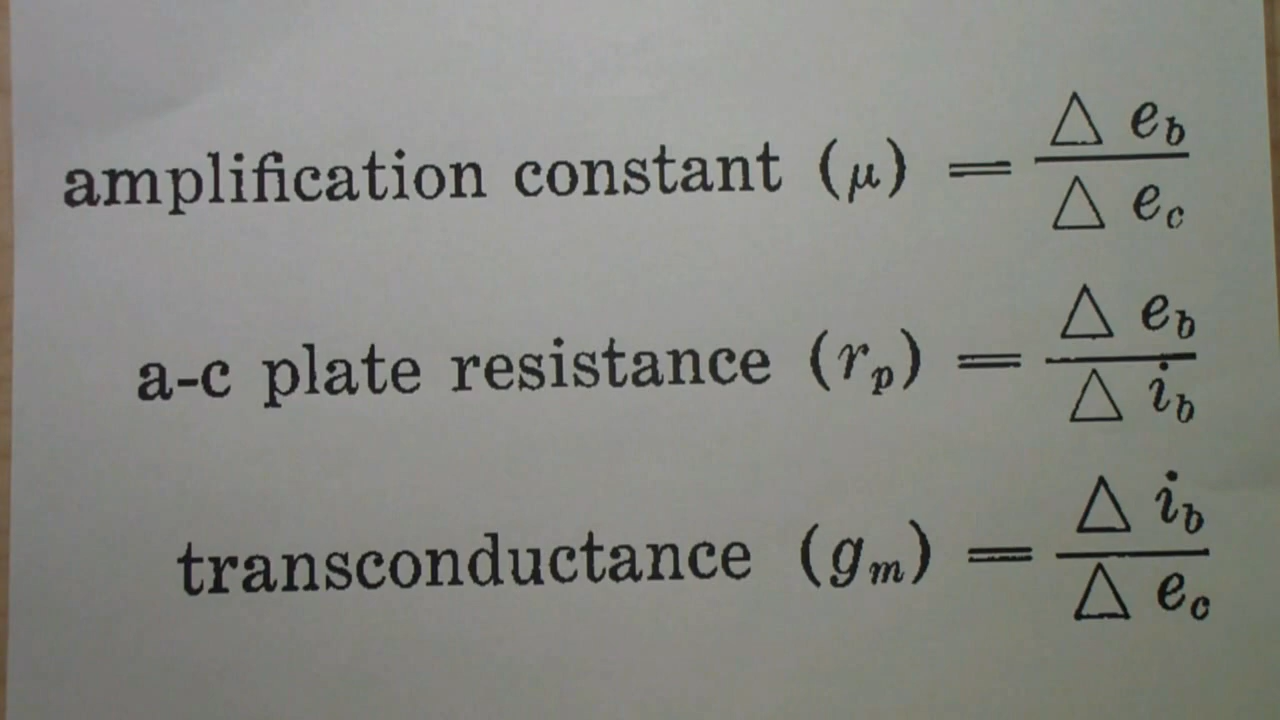 amplification constant (μ) = △ e_b / △ e_c
a-c plate resistance (r_p) = △ e_b / △ i_b
transconductance (g_m) = △ i_b / △ e_c